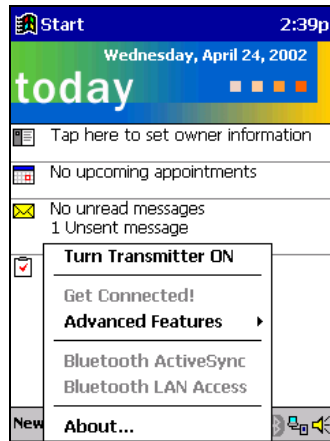 Start 2:39p
Wednesday, April 24, 2002
today
Tap here to set owner information
No upcoming appointments
No unread messages
1 Unsent message
Turn Transmitter ON
Get Connected!
Advanced Features
Bluetooth ActiveSync
Bluetooth LAN Access
New
About...